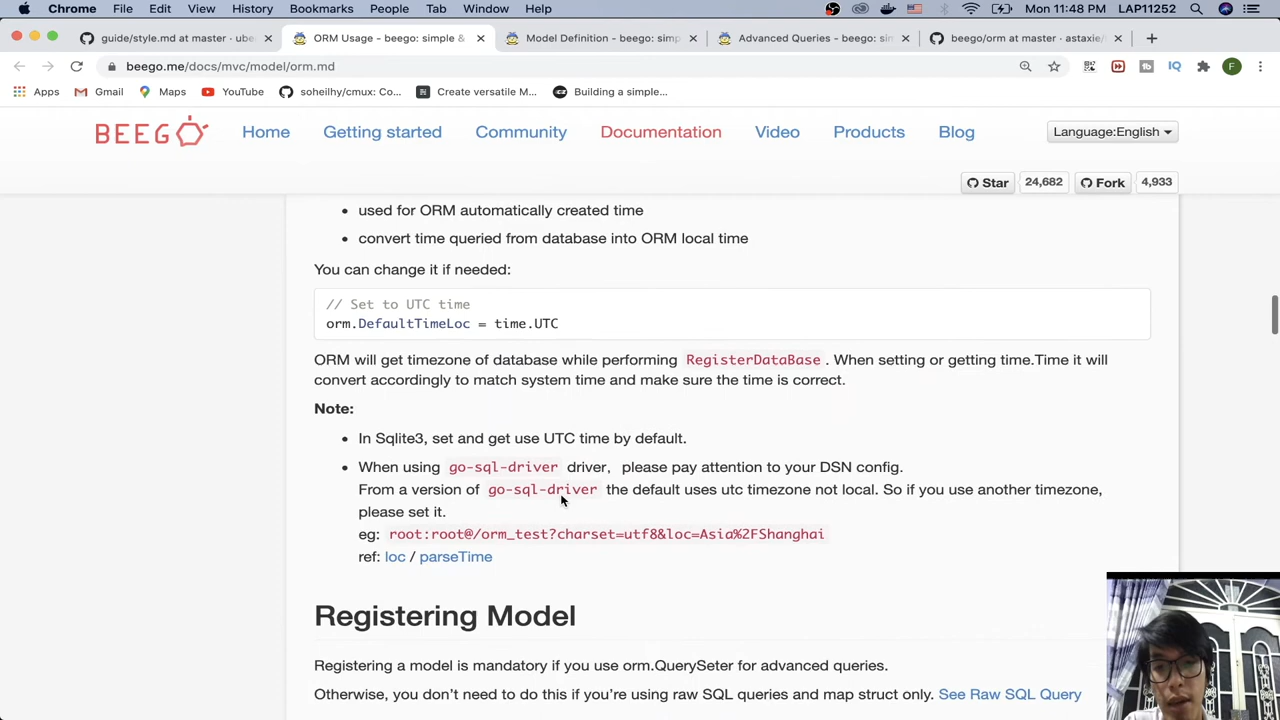 Chrome File Edit View History Bookmarks People Tab Window Help Mon 11:48 PM LAP11252
guide/style.md at master · ube
ORM Usage - beego: simple &
Model Definition - beego: simp
Advanced Queries - beego: sim
beego/orm at master · astaxie/
beego.me/docs/mvc/model/orm.md
Apps Gmail Maps YouTube soheilhy/cmux: Co... Create versatile M... Building a simple...
BEEGO Home Getting started Community Documentation Video Products Blog Language:English
Star 24,682 Fork 4,933
• used for ORM automatically created time
• convert time queried from database into ORM local time
You can change it if needed:
// Set to UTC time
orm.DefaultTimeLoc = time.UTC
ORM will get timezone of database while performing RegisterDataBase. When setting or getting time.Time it will
convert accordingly to match system time and make sure the time is correct.
Note:
• In Sqlite3, set and get use UTC time by default.
• When using go-sql-driver driver， please pay attention to your DSN config.
From a version of go-sql-driver the default uses utc timezone not local. So if you use another timezone,
please set it.
eg: root:root@/orm_test?charset=utf8&loc=Asia%2FShanghai
ref: loc / parseTime
Registering Model
Registering a model is mandatory if you use orm.QuerySeter for advanced queries.
Otherwise, you don't need to do this if you're using raw SQL queries and map struct only. See Raw SQL Query